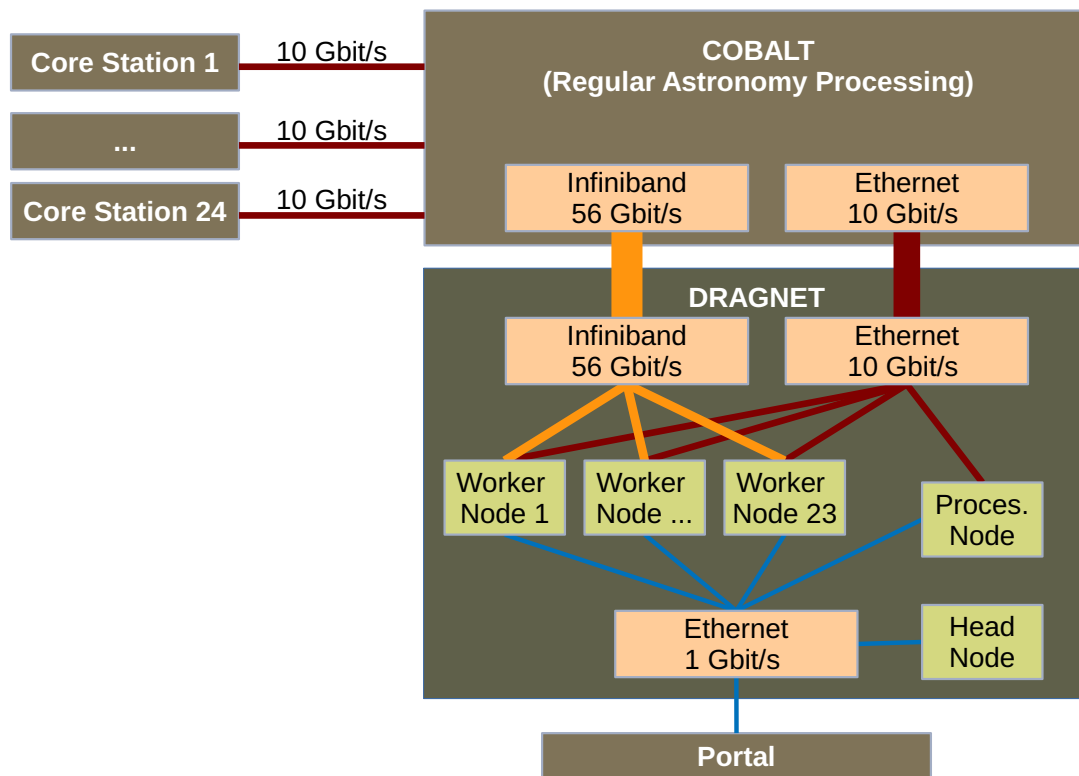 Core Station 1
10 Gbit/s
...
10 Gbit/s
Core Station 24
10 Gbit/s
COBALT
(Regular Astronomy Processing)
Infiniband
56 Gbit/s
Ethernet
10 Gbit/s
DRAGNET
Infiniband
56 Gbit/s
Ethernet
10 Gbit/s
Worker
Node 1
Worker
Node ...
Worker
Node 23
Proces.
Node
Ethernet
1 Gbit/s
Head
Node
Portal